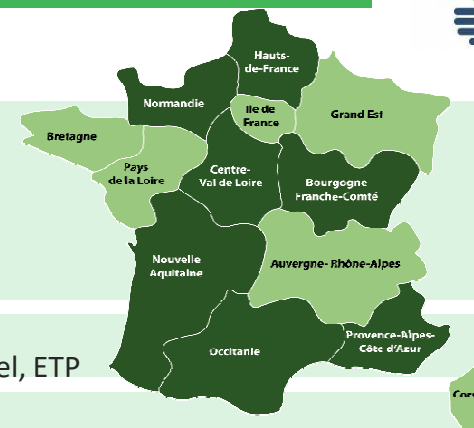 Hauts-
de-France
Normandie
Ile de
France
Grand Est
Bretagne
Pays
de la Loire
Centre-
Val de Loire
Bourgogne
Franche-Comté
Nouvelle
Aquitaine
Auvergne-Rhône-Alpes
Occitanie
Provence-Alpes-
Côte d'Azur
el, ETP